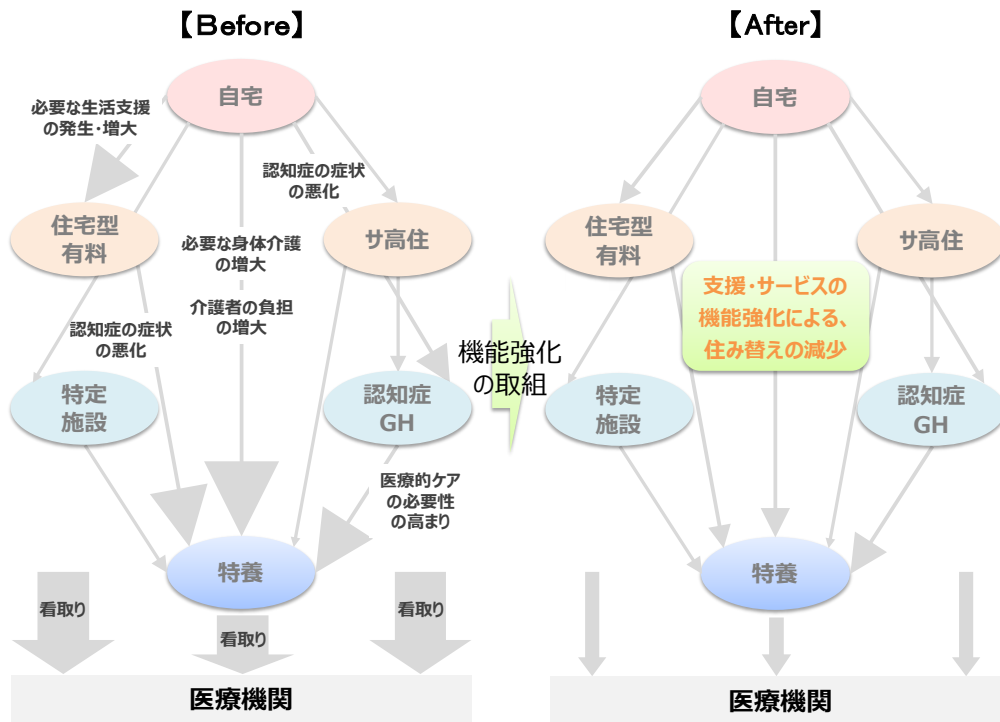 【Before】
自宅
必要な生活支援
の発生・増大
認知症の症状
の悪化
住宅型
有料
サ高住
必要な身体介護
の増大
介護者の負担
の増大
認知症の症状
の悪化
特定
施設
認知症
GH
医療的ケア
の必要性
の高まり
特養
看取り
看取り
看取り
医療機関
機能強化
の取組
【After】
自宅
住宅型
有料
サ高住
支援・サービスの
機能強化による、
住み替えの減少
特定
施設
認知症
GH
特養
医療機関